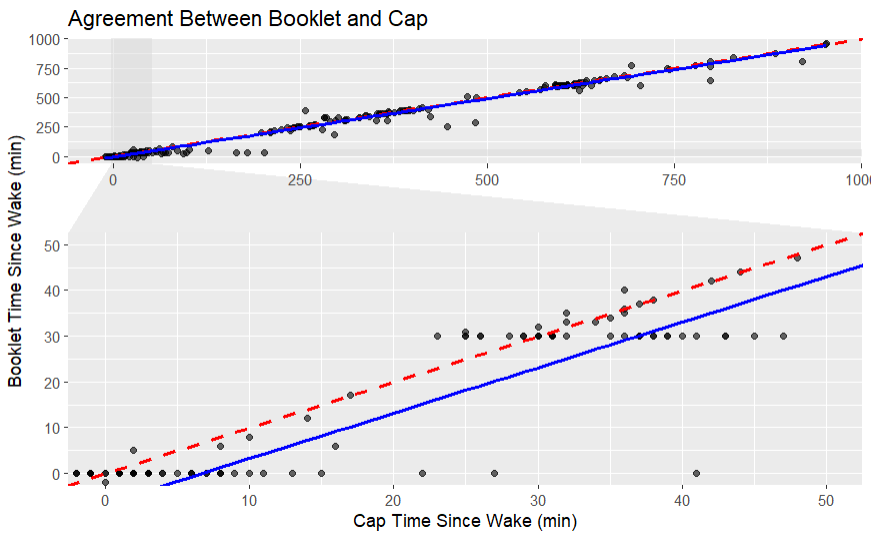 Agreement Between Booklet and Cap
Booklet Time Since Wake (min)
1000
750
500
250
0
0 250 500 750 1000
50
40
30
20
10
0
0 10 20 30 40 50
Cap Time Since Wake (min)